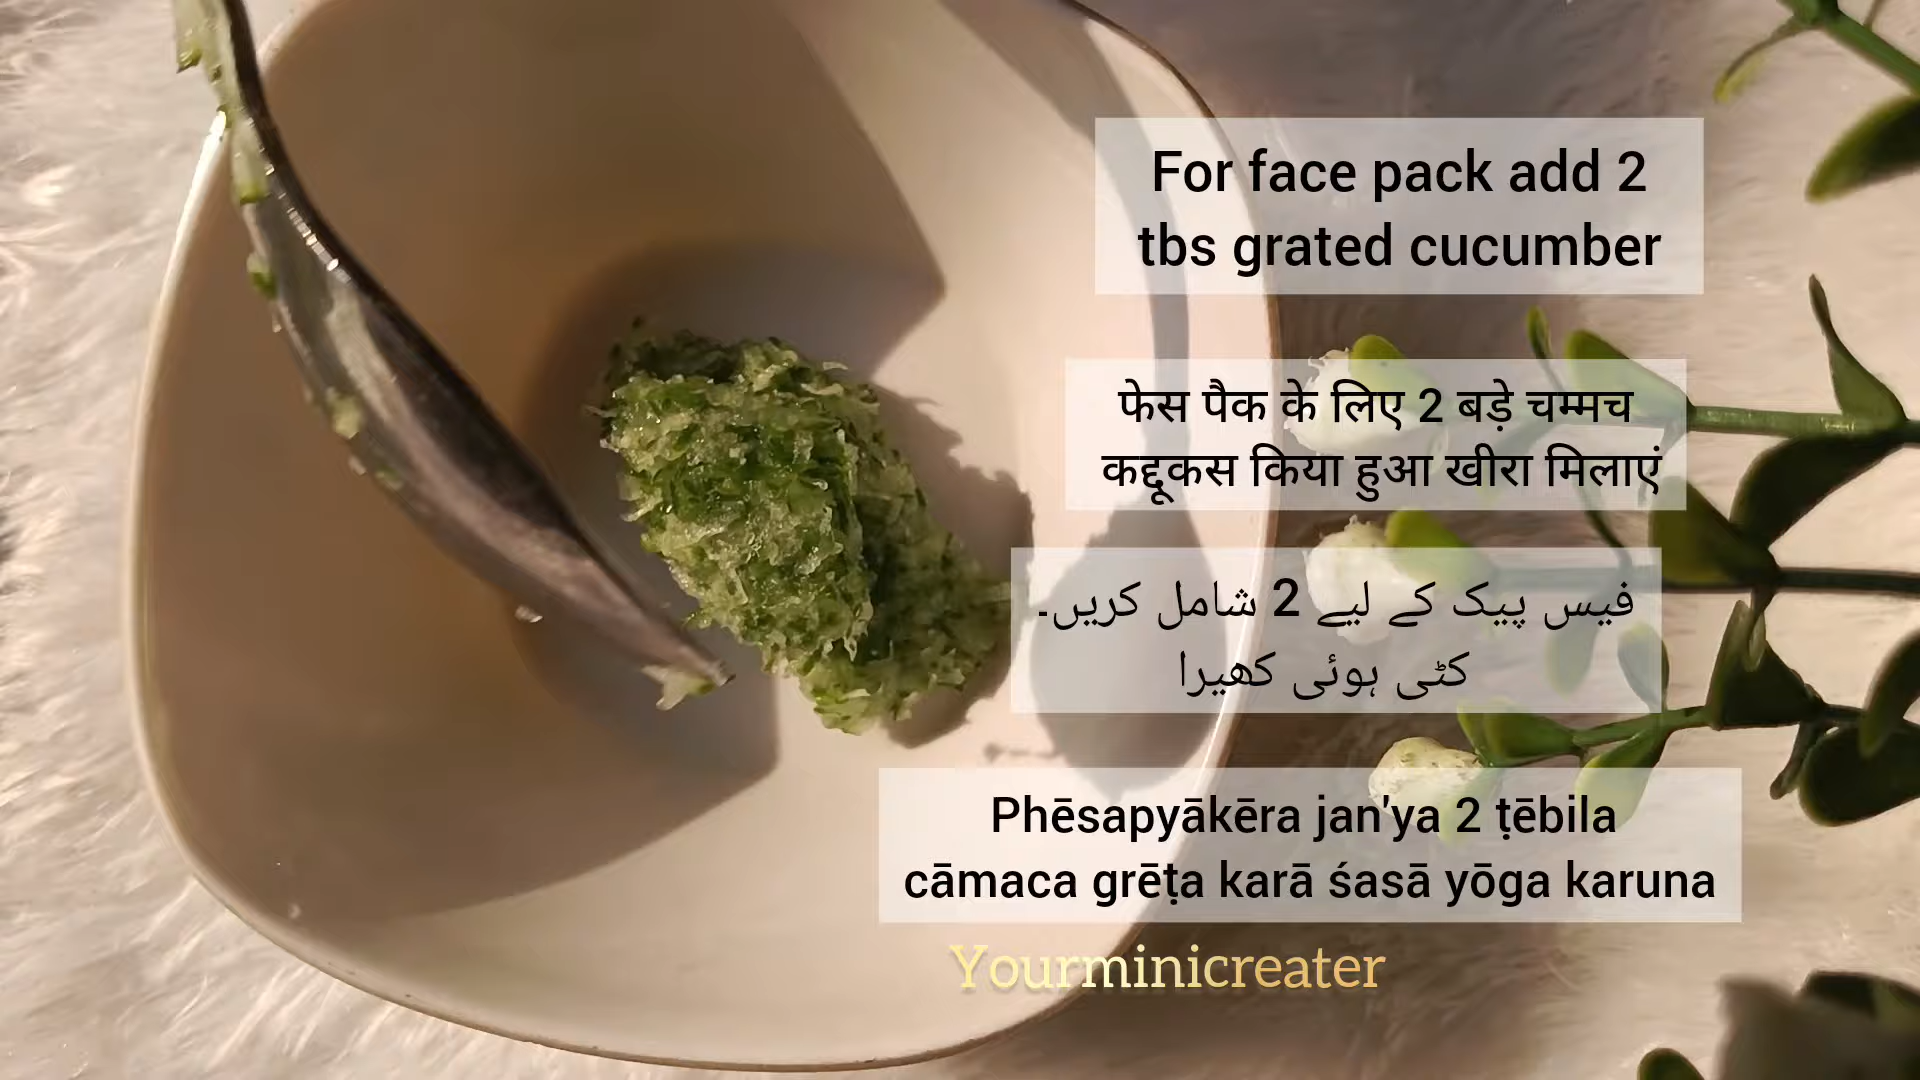 For face pack add 2
tbs grated cucumber
फेस पैक के लिए 2 बड़े चम्मच
कद्दूकस किया हुआ खीरा मिलाएं
فیس پیک کے لیے 2 شامل کریں۔
کٹی ہوئی کھیرا
Phēsapyākēra jan'ya 2 ṭēbila
cāmaca grēṭa karā śasā yōga karuna
Yourminicreater